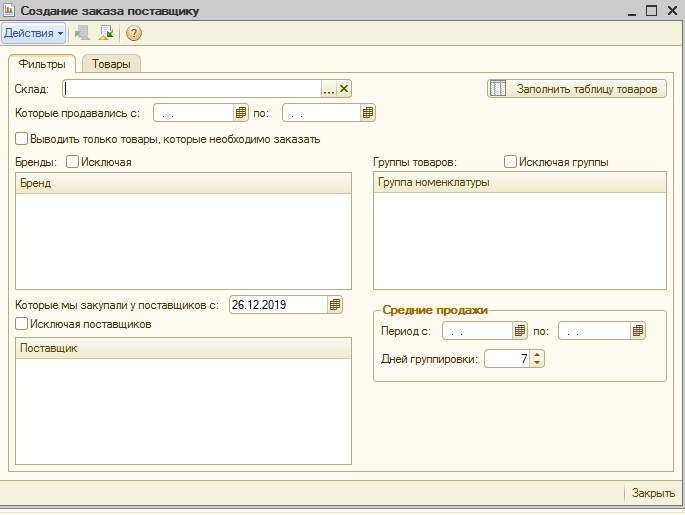 Создание заказа поставщику
Действия
Фильтры
Товары
Склад:
...
Заполнить таблицу товаров
Которые продавались с: . . по: . .
Выводить только товары, которые необходимо заказать
Бренды: Исключая
Группы товаров: Исключая группы
Бренд
Группа номенклатуры
Которые мы закупали у поставщиков с: 26.12.2019
Исключая поставщиков
Средние продажи
Период с: . . по: . .
Поставщик
Дней группировки: 7
Закрыть